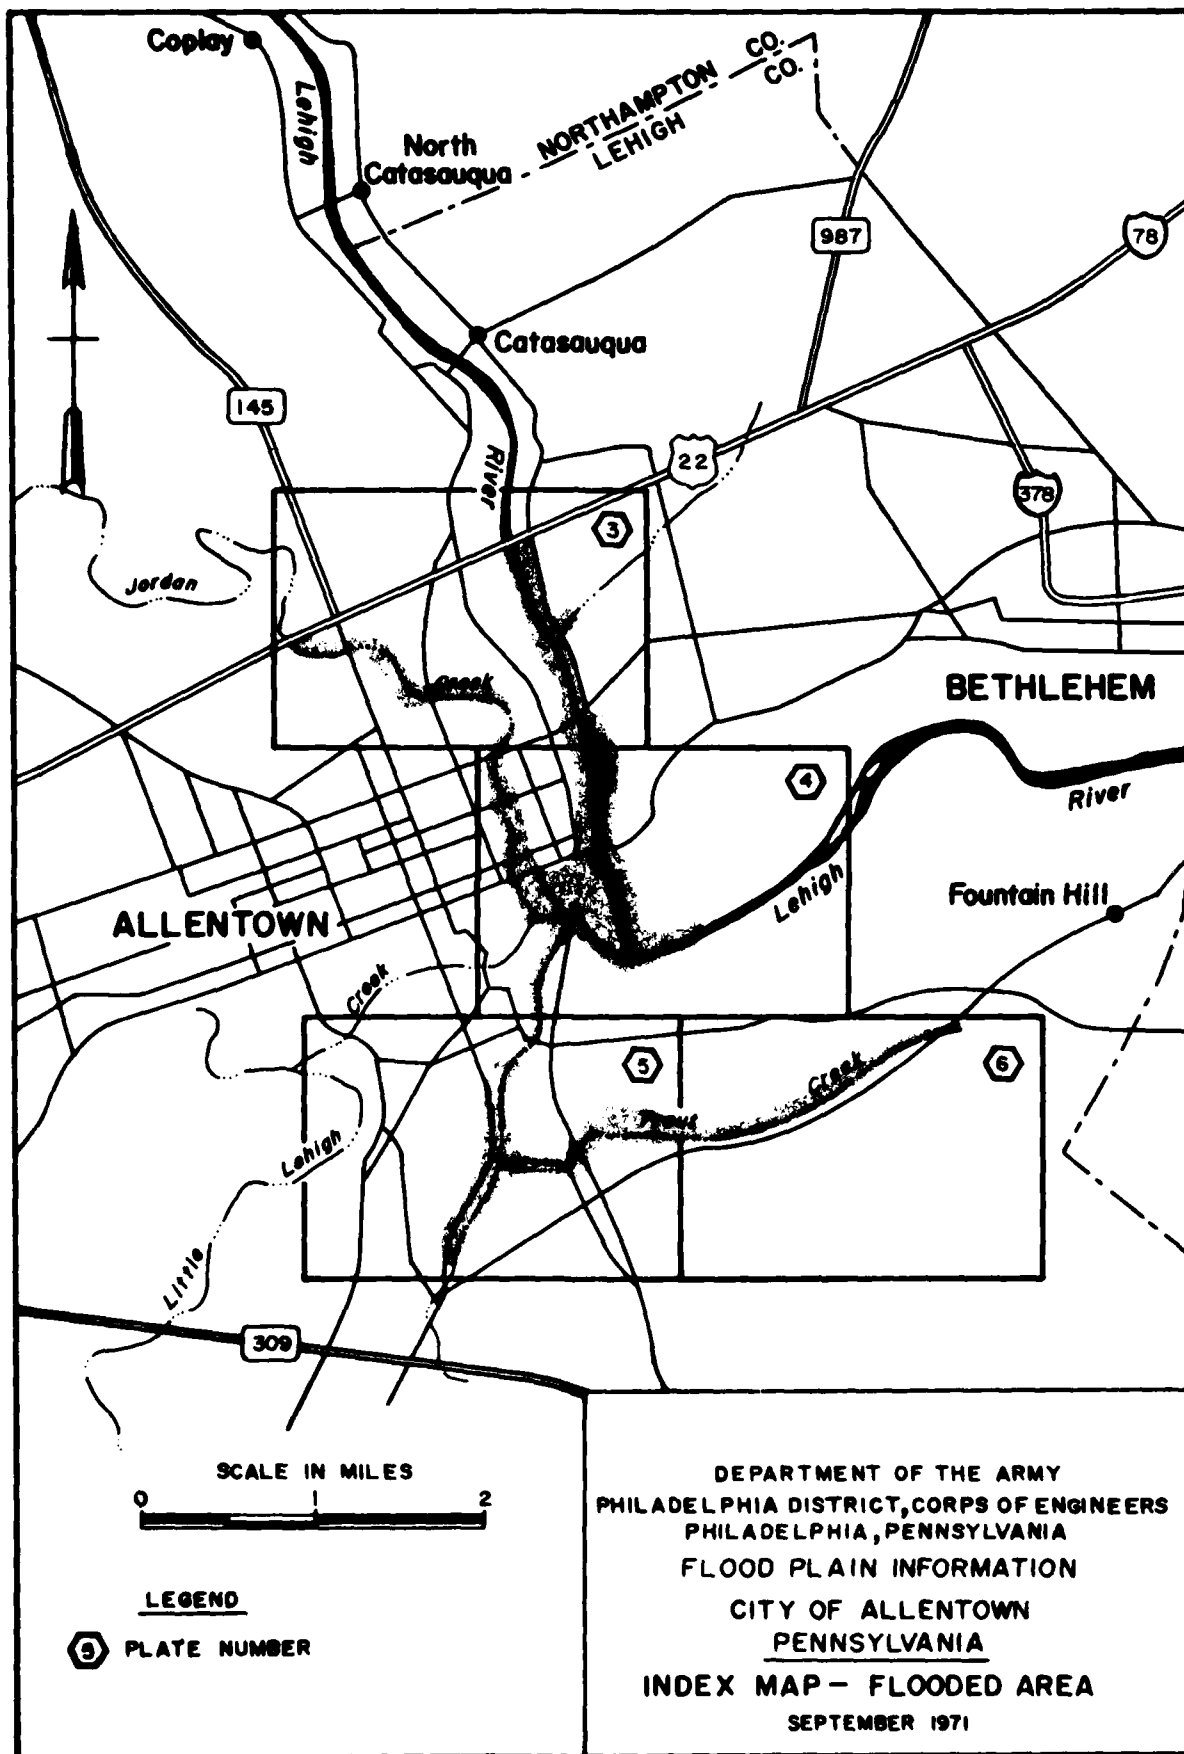 Coplay
Lehigh
North
Catasauqua
NORTHAMPTON CO.
LEHIGH CO.
987
78
Catasauqua
145
River
22
378
3
Jordan
Creek
BETHLEHEM
4
River
Lehigh
Fountain Hill
ALLENTOWN
Creek
5
6
Creek
Trout
Lehigh
Little
309
SCALE IN MILES
0 1 2
LEGEND
5 PLATE NUMBER
DEPARTMENT OF THE ARMY
PHILADELPHIA DISTRICT, CORPS OF ENGINEERS
PHILADELPHIA, PENNSYLVANIA
FLOOD PLAIN INFORMATION
CITY OF ALLENTOWN
PENNSYLVANIA
INDEX MAP - FLOODED AREA
SEPTEMBER 1971